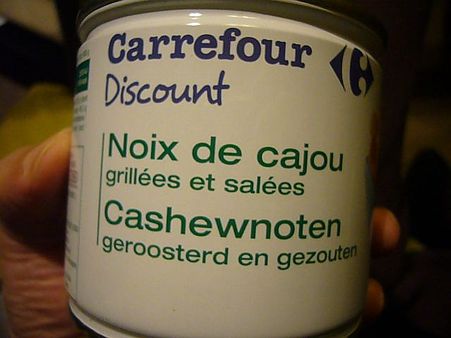 Carrefour
Discount
Noix de cajou
grillées et salées
Cashewnoten
geroosterd en gezouten